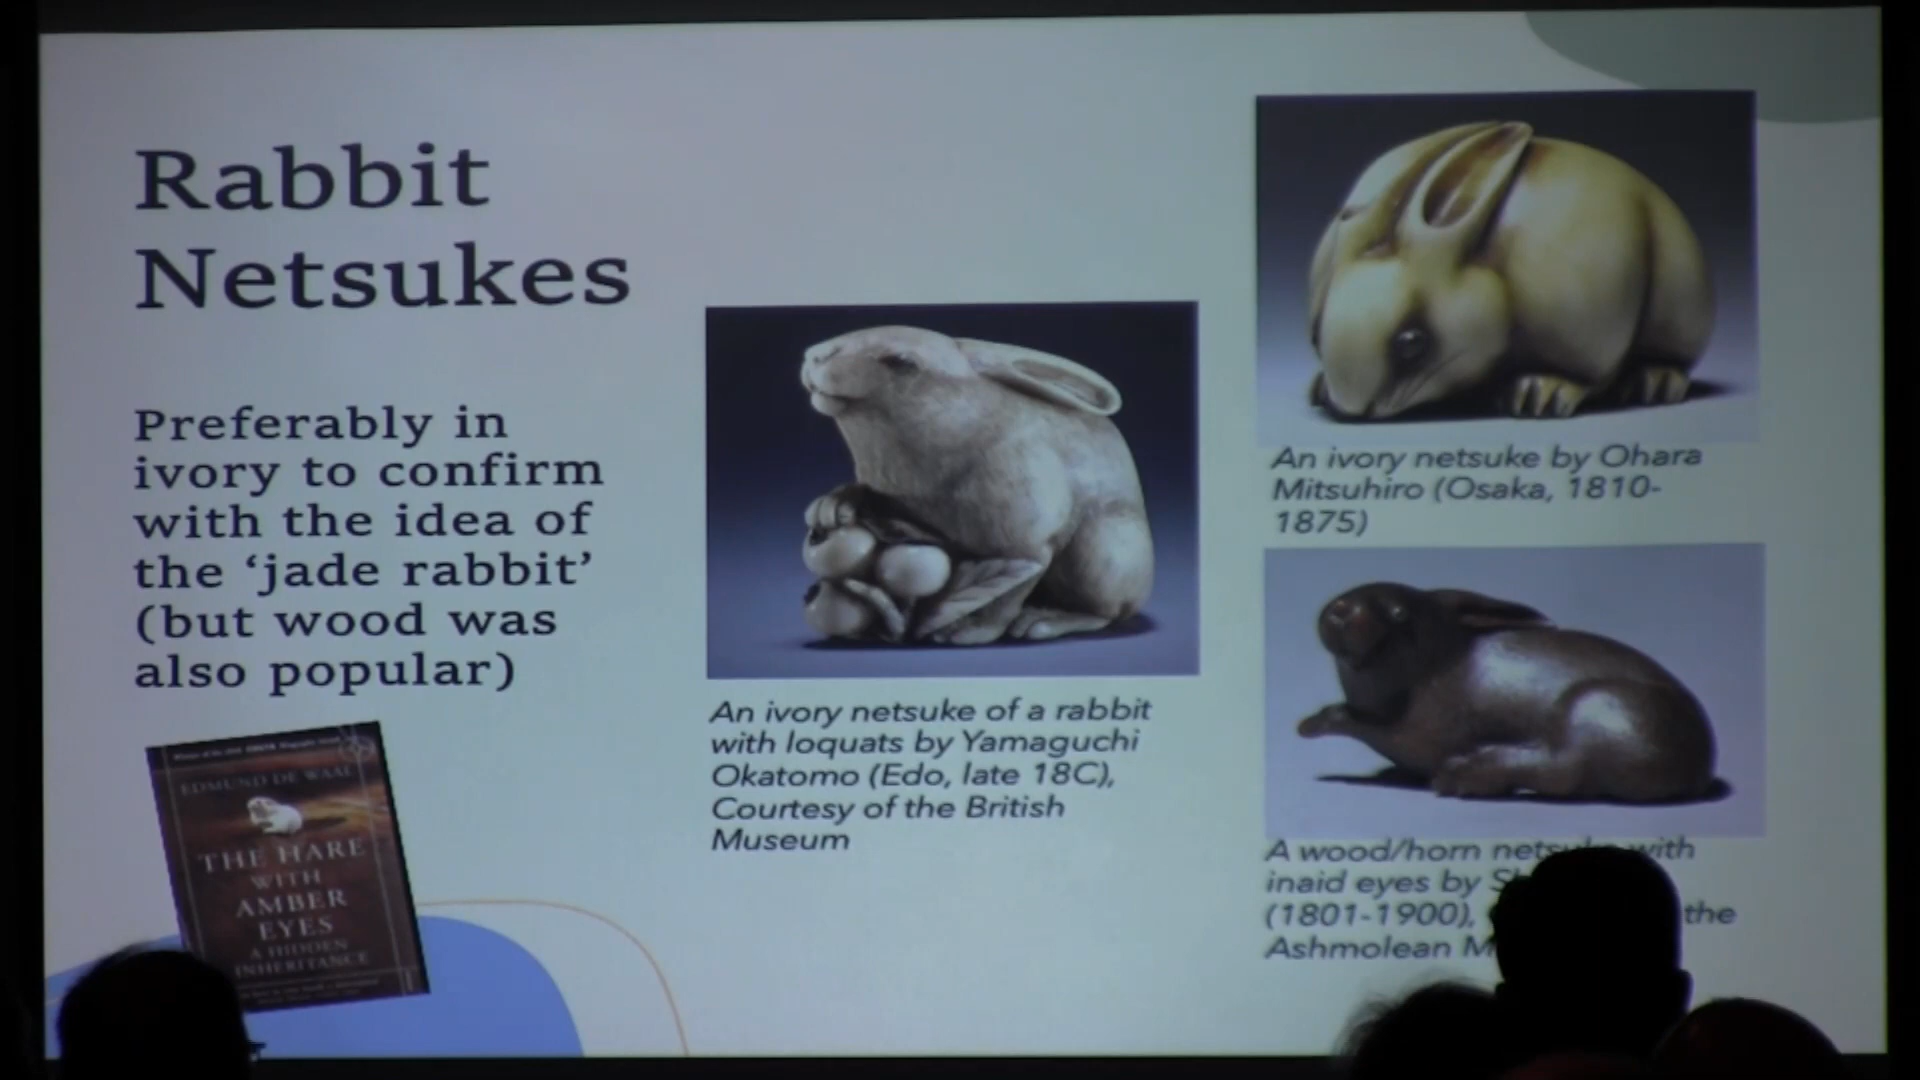 Rabbit
Netsukes
Preferably in
ivory to confirm
with the idea of
the ‘jade rabbit’
(but wood was
also popular)
EDMUND DE WAAL
THE HARE
WITH
AMBER
EYES
A HIDDEN
INHERITANCE
An ivory netsuke of a rabbit
with loquats by Yamaguchi
Okatomo (Edo, late 18C),
Courtesy of the British
Museum
An ivory netsuke by Ohara
Mitsuhiro (Osaka, 1810-
1875)
A wood/horn netsuke with
inaid eyes by
(1801-1900), the
Ashmolean